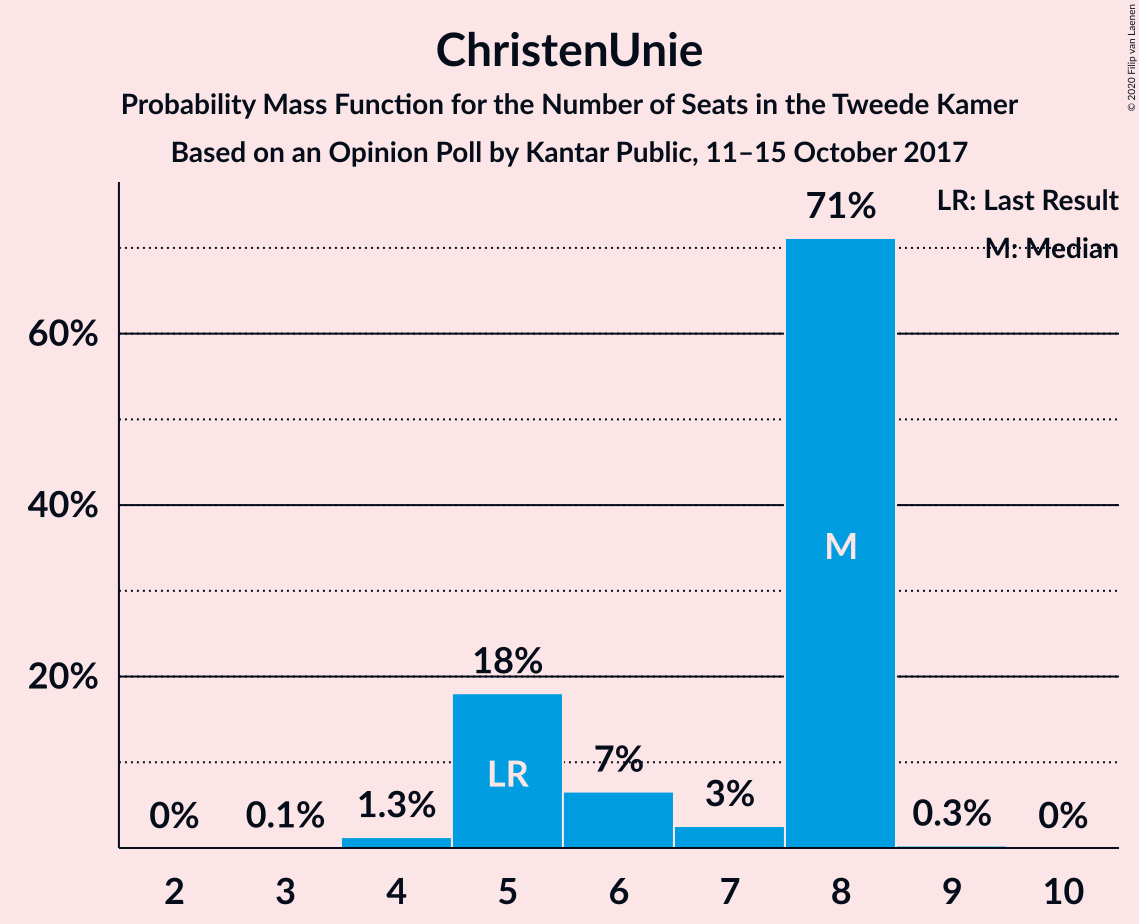 ChristenUnie
Probability Mass Function for the Number of Seats in the Tweede Kamer
Based on an Opinion Poll by Kantar Public, 11–15 October 2017
© 2020 Filip van Laenen
LR: Last Result
M: Median
71%
60%
40%
M
20%
18%
LR
7%
3%
1.3%
0%
0.1%
0.3%
0%
2 3 4 5 6 7 8 9 10